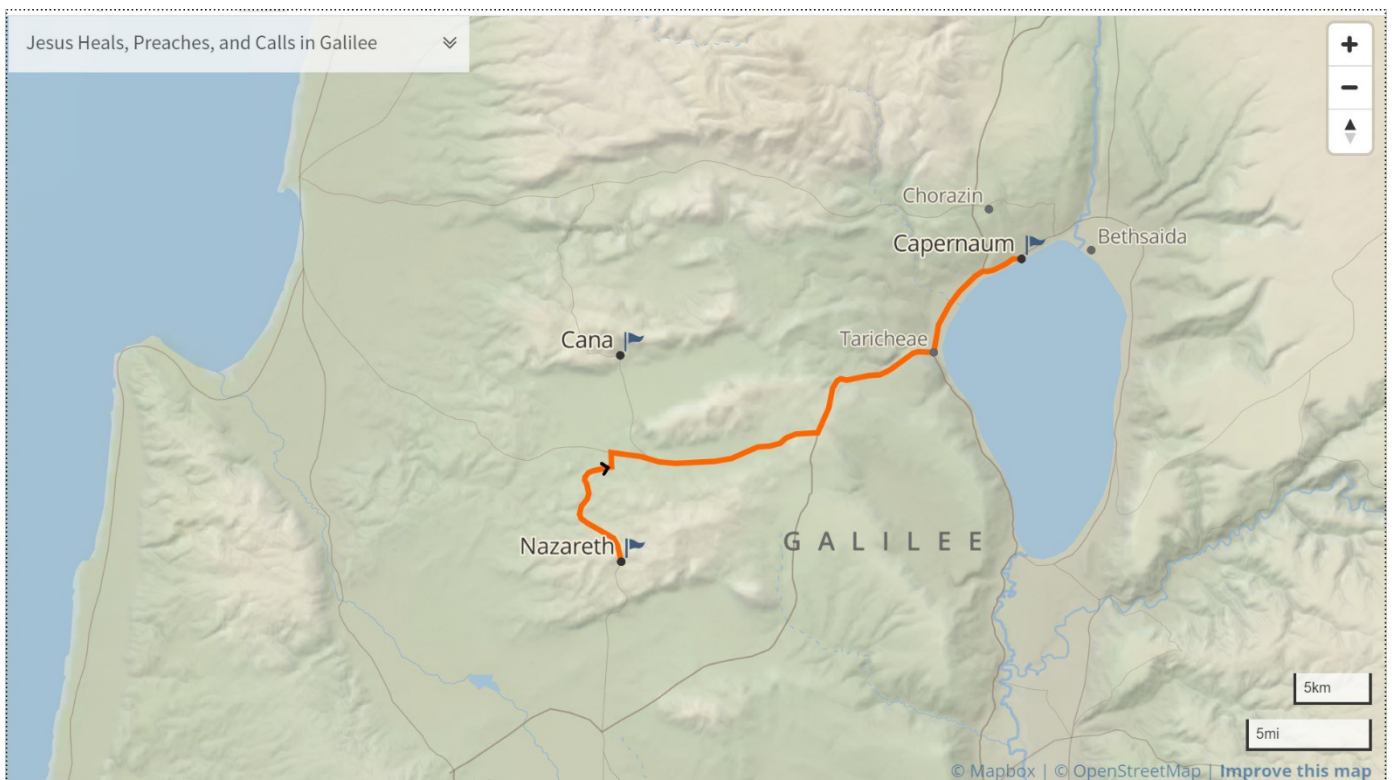 Jesus Heals, Preaches, and Calls in Galilee
Chorazin
Capernaum
Bethsaida
Cana
Taricheae
Nazareth
GALILEE
5km
5mi
© Mapbox | © OpenStreetMap | Improve this map